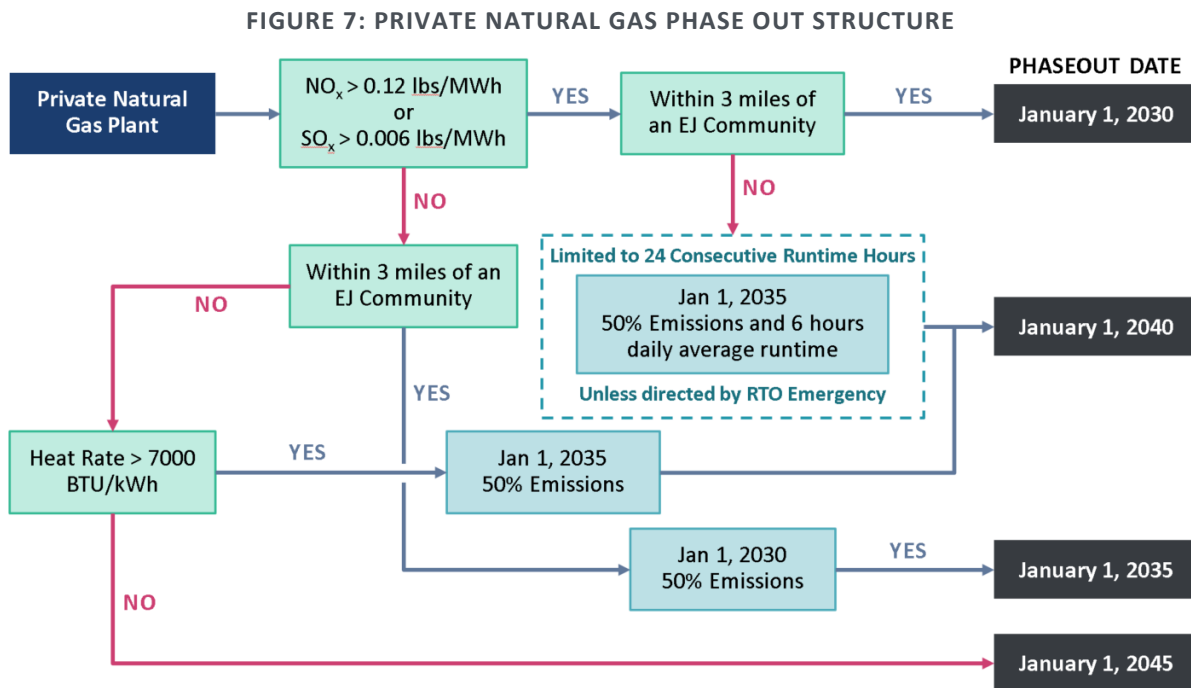 FIGURE 7: PRIVATE NATURAL GAS PHASE OUT STRUCTURE
PHASEOUT DATE
Private Natural
Gas Plant
NOx > 0.12 lbs/MWh
or
SOx > 0.006 lbs/MWh
YES
Within 3 miles of
an EJ Community
YES
January 1, 2030
NO
NO
Within 3 miles of an
EJ Community
NO
YES
Limited to 24 Consecutive Runtime Hours
Jan 1, 2035
50% Emissions and 6 hours
daily average runtime
Unless directed by RTO Emergency
January 1, 2040
Heat Rate > 7000
BTU/kWh
YES
Jan 1, 2035
50% Emissions
Jan 1, 2030
50% Emissions
YES
January 1, 2035
NO
January 1, 2045